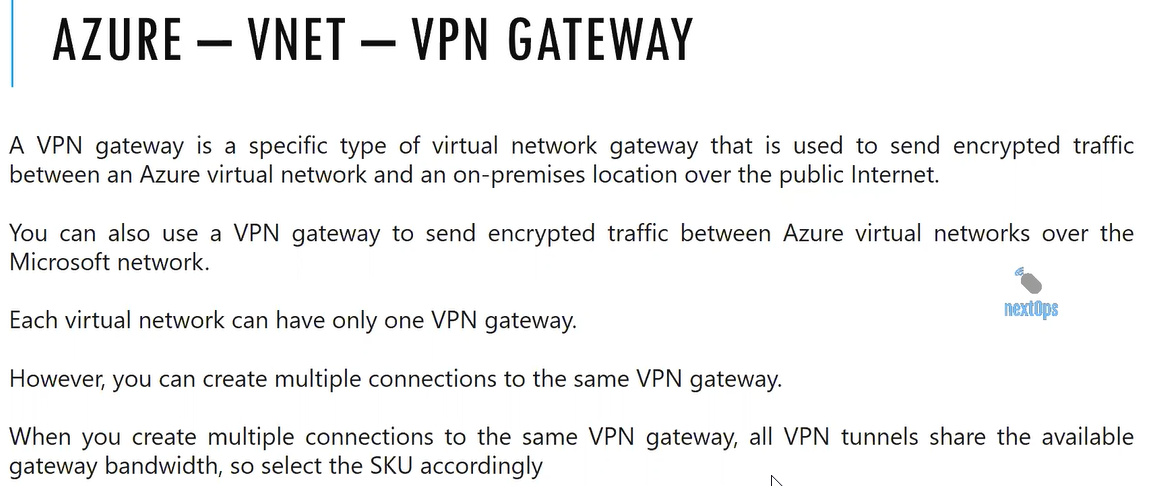 AZURE – VNET – VPN GATEWAY
A VPN gateway is a specific type of virtual network gateway that is used to send encrypted traffic
between an Azure virtual network and an on-premises location over the public Internet.
You can also use a VPN gateway to send encrypted traffic between Azure virtual networks over the
Microsoft network.
nextOps
Each virtual network can have only one VPN gateway.
However, you can create multiple connections to the same VPN gateway.
When you create multiple connections to the same VPN gateway, all VPN tunnels share the available
gateway bandwidth, so select the SKU accordingly